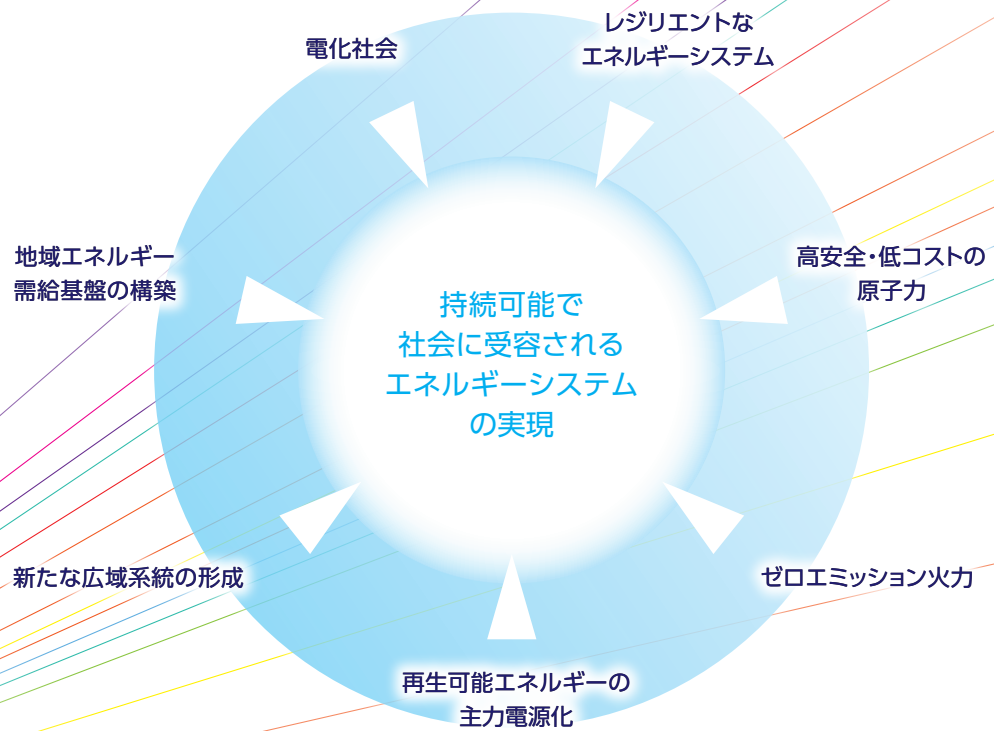 電化社会
レジリエントな
エネルギーシステム
地域エネルギー
需給基盤の構築
高安全・低コストの
原子力
持続可能で
社会に受容される
エネルギーシステム
の実現
新たな広域系統の形成
ゼロエミッション火力
再生可能エネルギーの
主力電源化